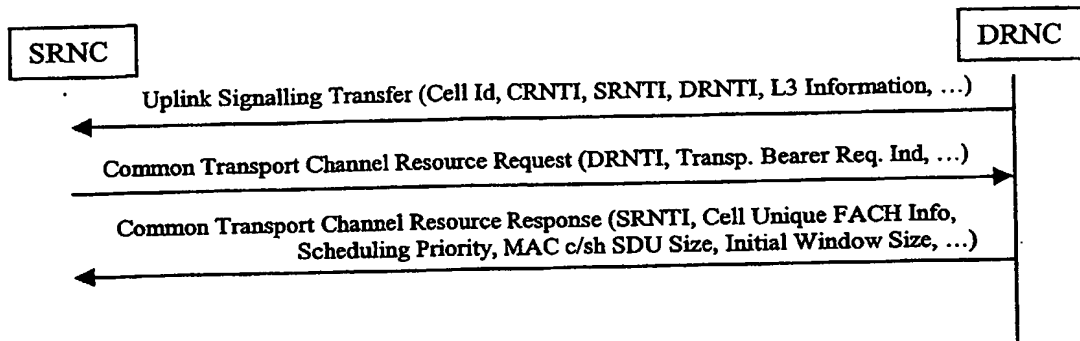 SRNC
DRNC
Uplink Signalling Transfer (Cell Id, CRNTI, SRNTI, DRNTI, L3 Information, …)
Common Transport Channel Resource Request (DRNTI, Transp. Bearer Req. Ind, …)
Common Transport Channel Resource Response (SRNTI, Cell Unique FACH Info,
Scheduling Priority, MAC c/sh SDU Size, Initial Window Size, …)